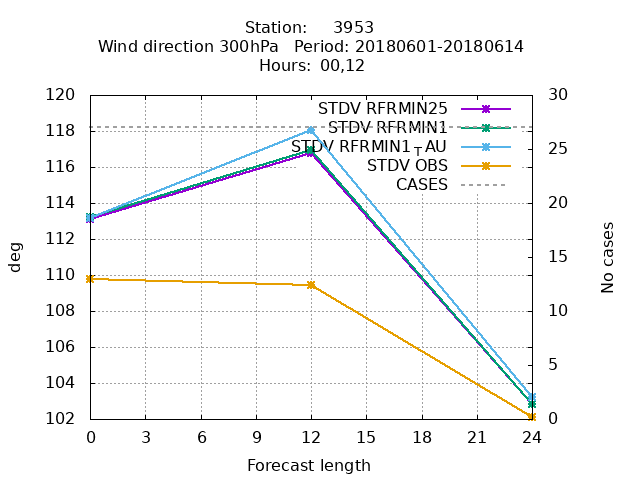 Station: 3953
Wind direction 300hPa Period: 20180601-20180614
Hours: 00,12
120 30
STDV RFRMIN25
118
STDV RFRMIN1
25
STDV RFRMIN1TAU
116
STDV OBS
CASES
114 20
112
15
110
108 10
106
5
104
102 0
deg
No cases
0 3 6 9 12 15 18 21 24
Forecast length